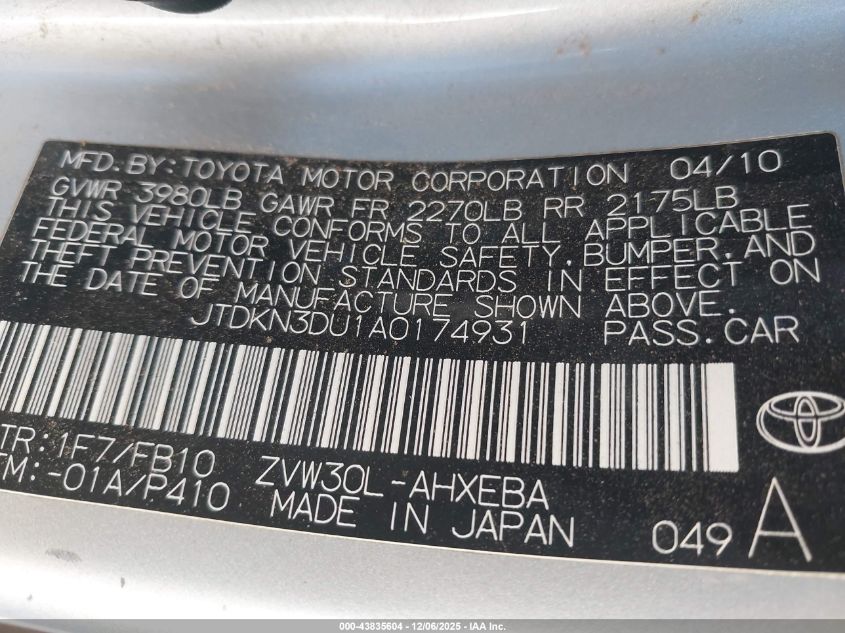 MFD.BY:TOYOTA MOTOR CORPORATION 04/10
GVWR 3980LB GAWR FR 2270LB RR 2175LB
THIS VEHICLE CONFORMS TO ALL APPLICABLE
FEDERAL MOTOR VEHICLE SAFETY,BUMPER,AND
THEFT PREVENTION STANDARDS IN EFFECT ON
THE DATE OF MANUFACTURE SHOWN ABOVE.
JTDKN3DU1A0174931 PASS.CAR
TR:1F7/FB10 ZVW30L-AHXEBA
TM:-01A/P410 MADE IN JAPAN 049 A
000-43835604 - 12/06/2025 - IAA Inc.